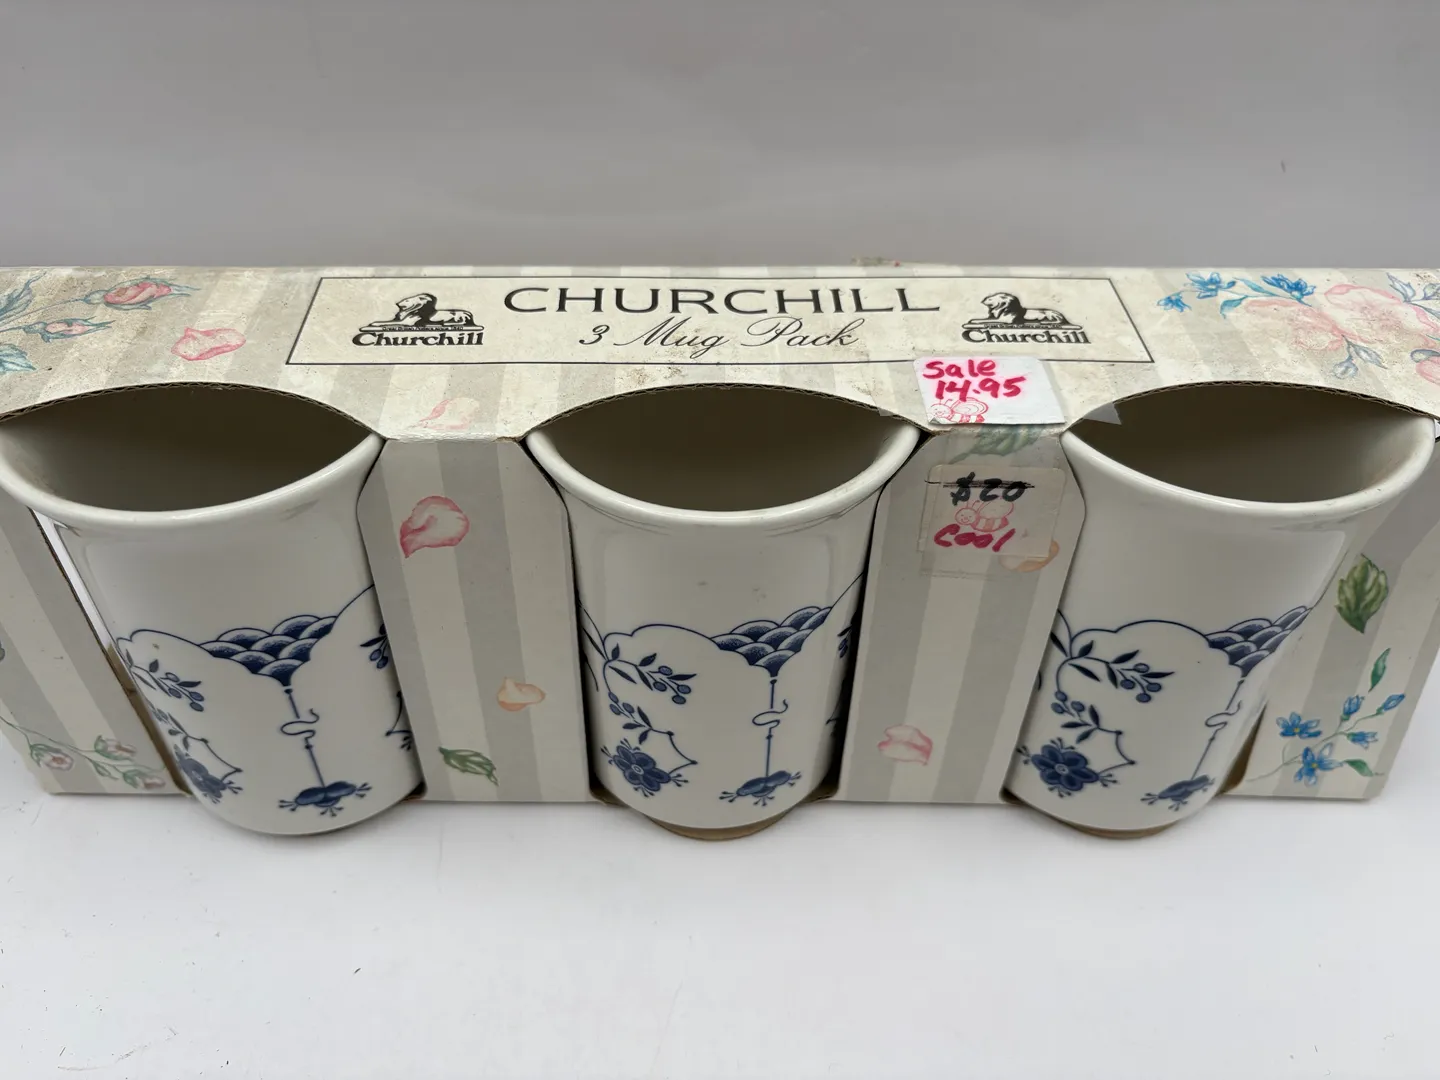 CHURCHILL
3 Mug Pack
Churchill
Churchill
Sale
14.95
$20
Cool